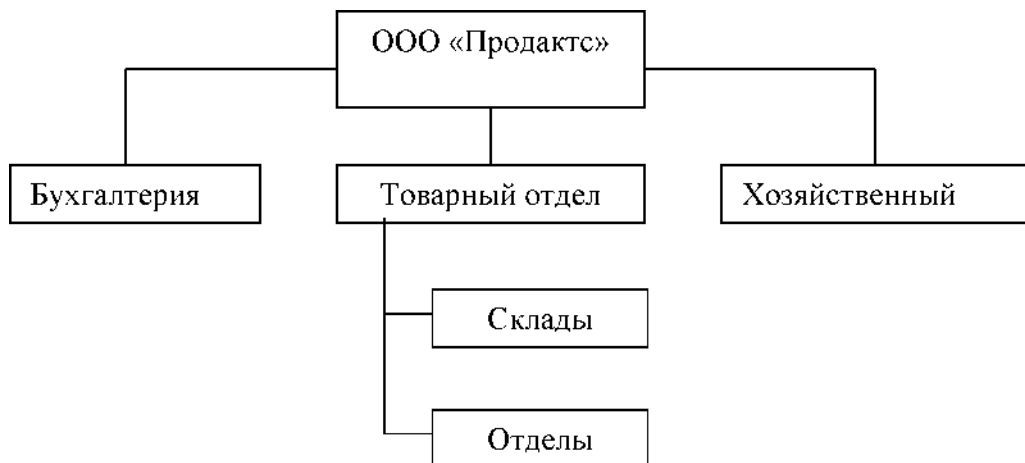 ООО «Продактс»
Бухгалтерия
Товарный отдел
Хозяйственный
Склады
Отделы